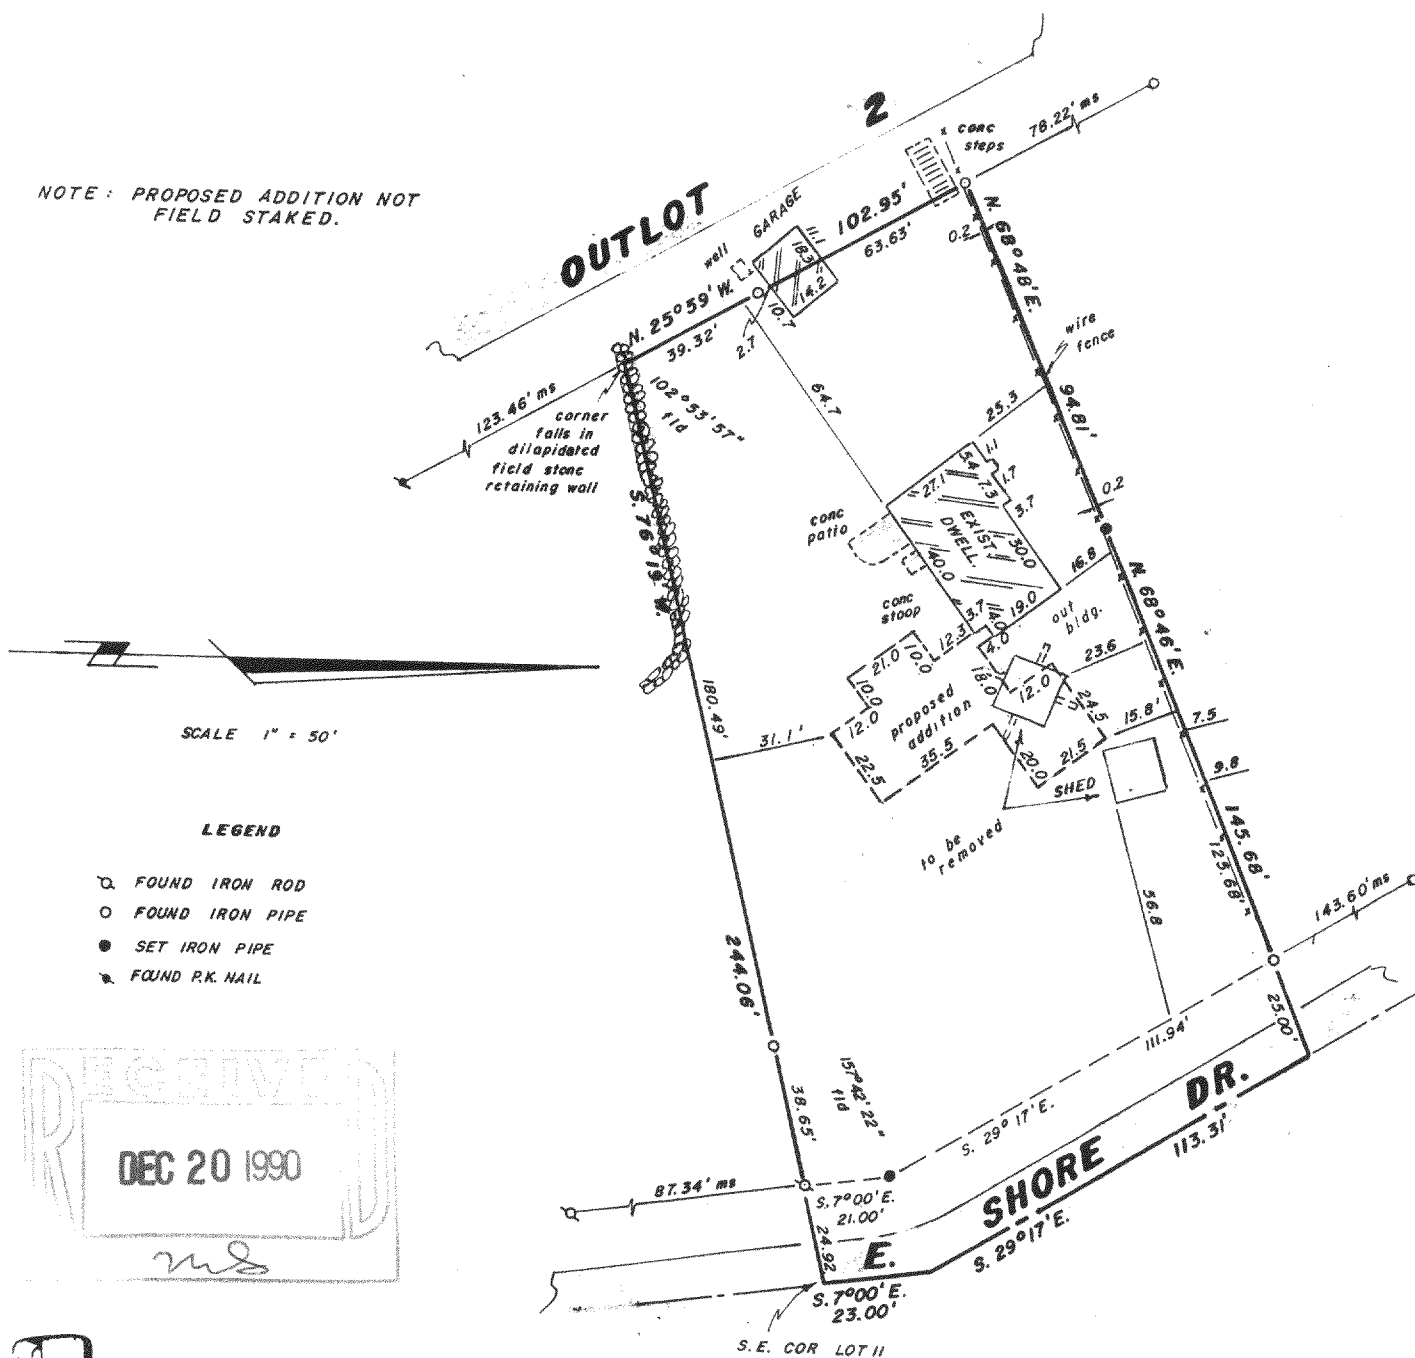 NOTE: PROPOSED ADDITION NOT
FIELD STAKED.
OUTLOT 2
conc
steps
78.22' ms
GARAGE
well
11.1
18.3
14.2
10.7
2.7
102.95'
63.63'
N. 25°59' W.
39.32'
0.2
N. 68°48' E.
wire
fence
94.81'
123.46' ms
corner
falls in
dilapidated
field stone
retaining wall
102°53'57"
fld
S. 76°19' W.
64.7
25.3
27.1
5.4
1.1
7.3
1.7
3.7
EXIST.
DWELL.
40.0
30.0
conc
patio
conc
stoop
0.2
16.8
N. 68°46' E.
3.7
14.0
19.0
12.3
4.0
out
bldg.
23.6
21.0
10.0
10.0
18.0
12.0
12.0
proposed
addition
24.5
15.8'
7.5
35.5
22.5
20.0
21.5
31.1'
180.49'
SHED
9.8
to be
removed
145.68'
125.68'
SCALE 1" = 50'
LEGEND
FOUND IRON ROD
FOUND IRON PIPE
SET IRON PIPE
FOUND P.K. NAIL
56.8
143.60' ms
244.06'
25.00'
111.94'
157°42'22"
fld
38.65'
S. 29°17' E.
RECEIVED
DEC 20 1990
87.34' ms
S. 7°00' E.
21.00'
24.92
E. SHORE DR.
113.31'
S. 29°17' E.
S. 7°00' E.
23.00'
S.E. COR LOT 11